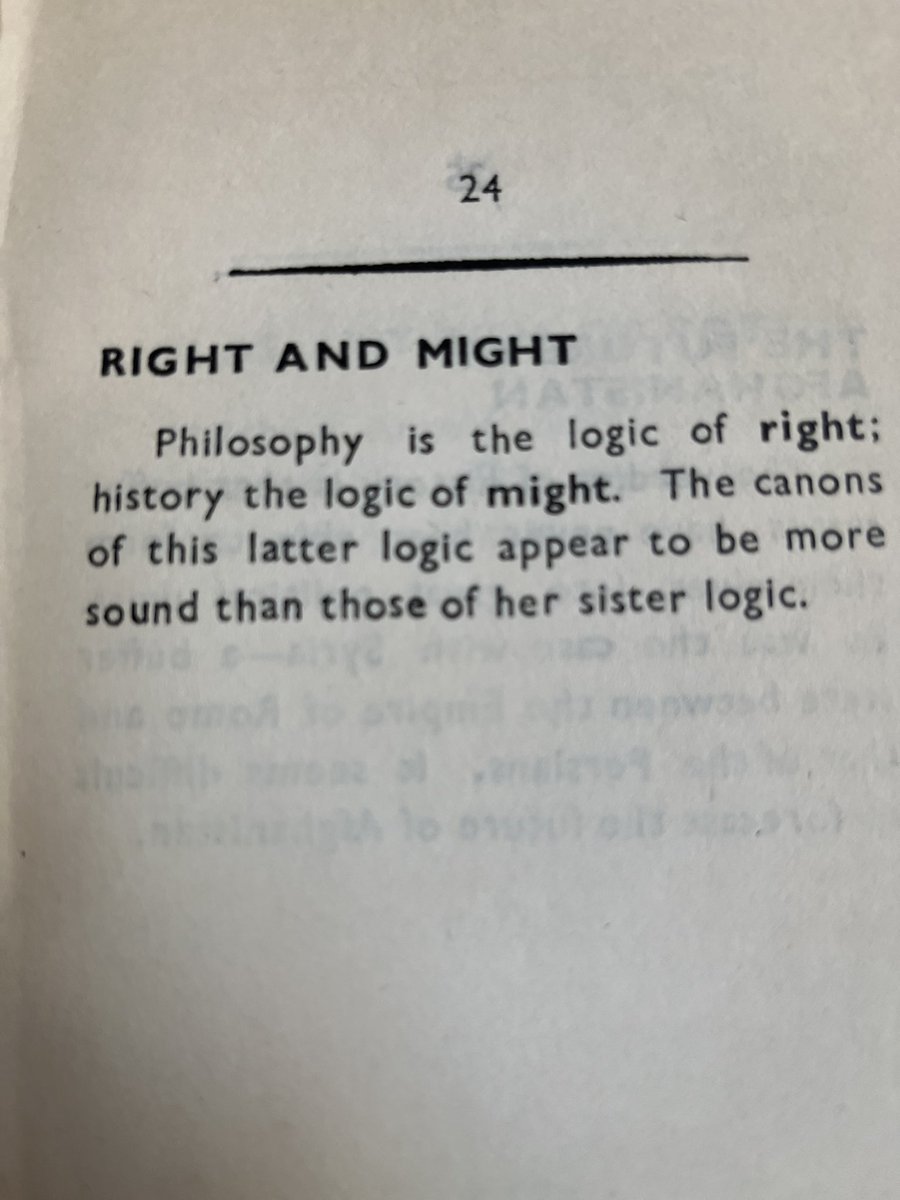 24
RIGHT AND MIGHT
Philosophy is the logic of right;
history the logic of might. The canons
of this latter logic appear to be more
sound than those of her sister logic.